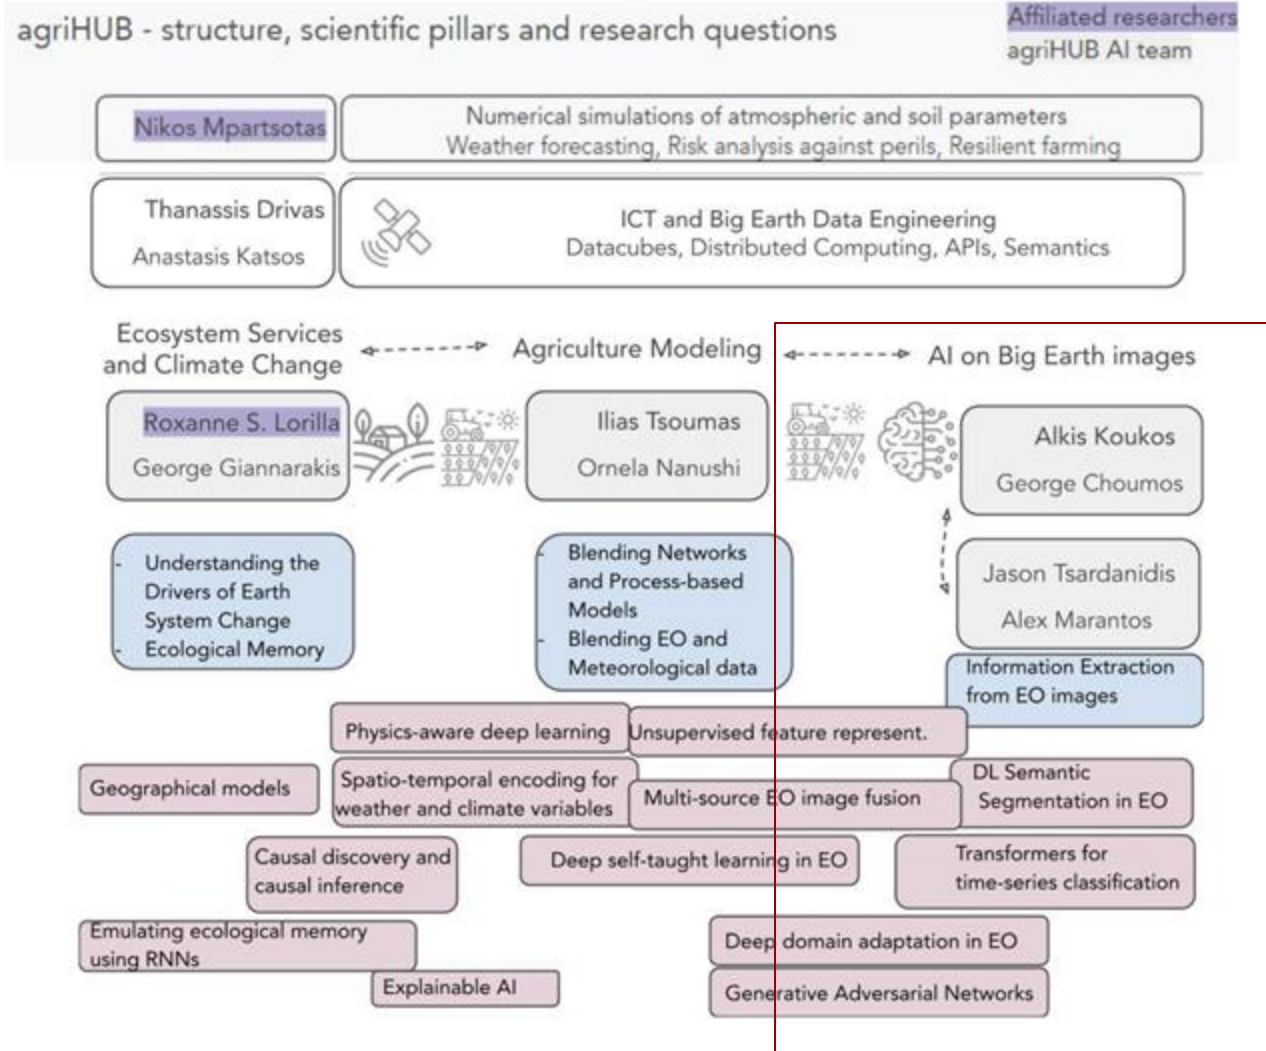 agriHUB - structure, scientific pillars and research questions
Affiliated researchers
agriHUB AI team
Nikos Mpartsotas
Numerical simulations of atmospheric and soil parameters
Weather forecasting, Risk analysis against perils, Resilient farming
Thanassis Drivas
Anastasis Katsos
ICT and Big Earth Data Engineering
Datacubes, Distributed Computing, APIs, Semantics
Ecosystem Services
and Climate Change
Agriculture Modeling
AI on Big Earth images
Roxanne S. Lorilla
George Giannarakis
Ilias Tsoumas
Ornela Nanushi
Alkis Koukos
George Choumos
Jason Tsardanidis
Alex Marantos
- Understanding the
Drivers of Earth
System Change
- Ecological Memory
- Blending Networks
and Process-based
Models
- Blending EO and
Meteorological data
Information Extraction
from EO images
Physics-aware deep learning
Unsupervised feature represent.
Geographical models
Spatio-temporal encoding for
weather and climate variables
Multi-source EO image fusion
DL Semantic
Segmentation in EO
Causal discovery and
causal inference
Deep self-taught learning in EO
Transformers for
time-series classification
Emulating ecological memory
using RNNs
Explainable AI
Deep domain adaptation in EO
Generative Adversarial Networks